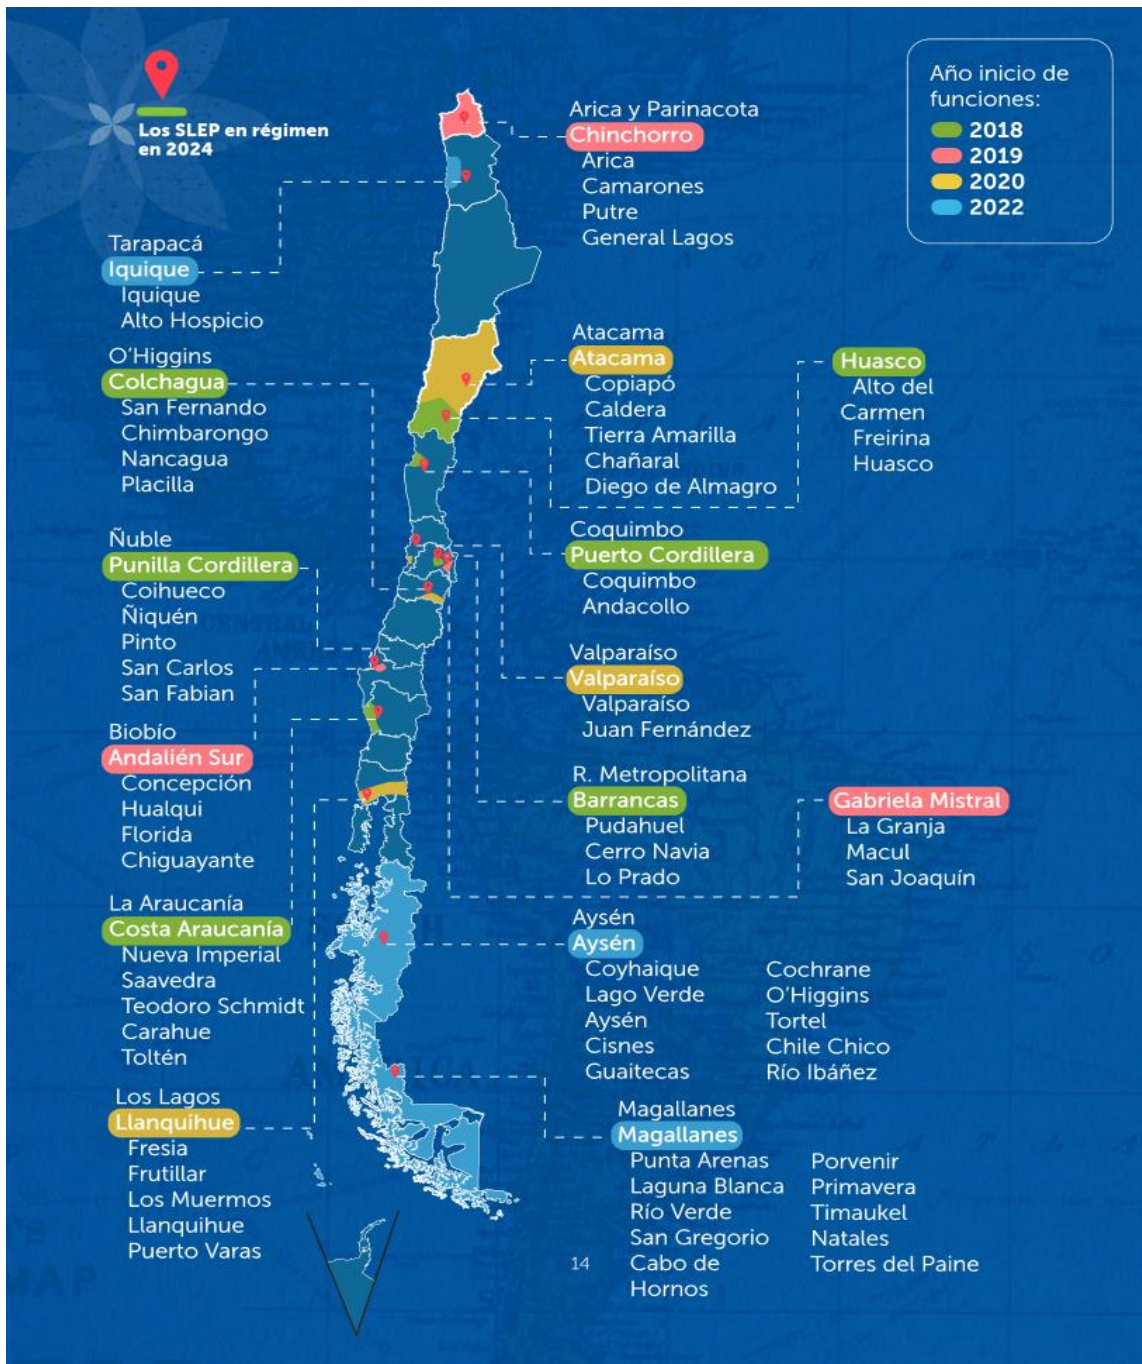 Los SLEP en régimen
en 2024
Año inicio de
funciones:
2018
2019
2020
2022
Arica y Parinacota
Chinchorro
Arica
Camarones
Putre
General Lagos
Tarapacá
Iquique
Iquique
Alto Hospicio
O'Higgins
Colchagua
San Fernando
Chimbarongo
Nancagua
Placilla
Ñuble
Punilla Cordillera
Coihueco
Ñiquén
Pinto
San Carlos
San Fabian
Biobío
Andalién Sur
Concepción
Hualqui
Florida
Chiguayante
La Araucanía
Costa Araucanía
Nueva Imperial
Saavedra
Teodoro Schmidt
Carahue
Toltén
Los Lagos
Llanquihue
Fresia
Frutillar
Los Muermos
Llanquihue
Puerto Varas
Atacama
Atacama
Copiapó
Caldera
Tierra Amarilla
Chañaral
Diego de Almagro
Huasco
Alto del
Carmen
Freirina
Huasco
Coquimbo
Puerto Cordillera
Coquimbo
Andacollo
Valparaíso
Valparaíso
Valparaíso
Juan Fernández
R. Metropolitana
Barrancas
Pudahuel
Cerro Navia
Lo Prado
Gabriela Mistral
La Granja
Macul
San Joaquín
Aysén
Aysén
Coyhaique
Lago Verde
Aysén
Cisnes
Guaitecas
Cochrane
O'Higgins
Tortel
Chile Chico
Río Ibáñez
Magallanes
Magallanes
Punta Arenas
Laguna Blanca
Río Verde
San Gregorio
Cabo de
Hornos
Porvenir
Primavera
Timaukel
Natales
Torres del Paine
14